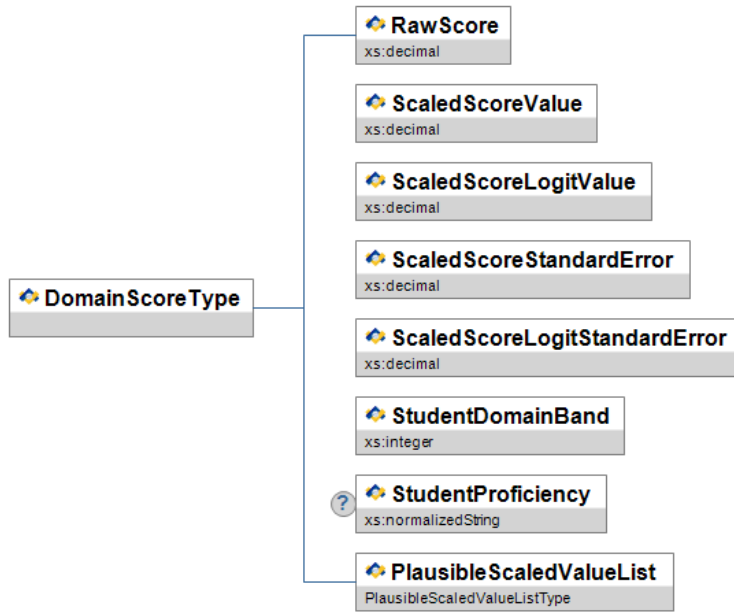 RawScore
xs:decimal
ScaledScoreValue
xs:decimal
ScaledScoreLogitValue
xs:decimal
ScaledScoreStandardError
xs:decimal
DomainScoreType
ScaledScoreLogitStandardError
xs:decimal
StudentDomainBand
xs:integer
?
StudentProficiency
xs:normalizedString
PlausibleScaledValueList
PlausibleScaledValueListType